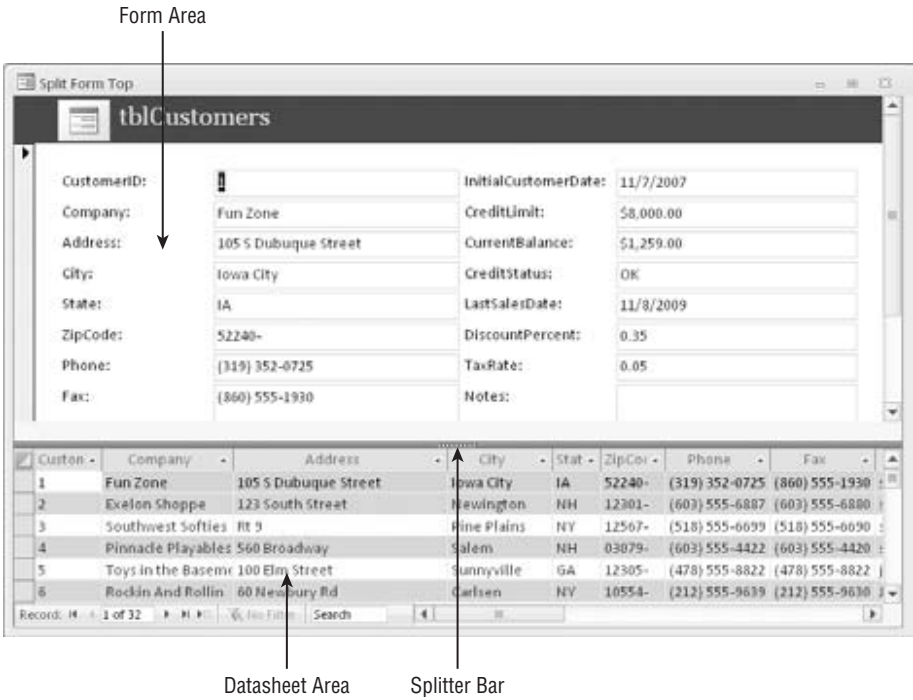 Form Area
Split Form Top
tblCustomers
CustomerID: 1 InitialCustomerDate: 11/7/2007
Company: Fun Zone CreditLimit: $8,000.00
Address: 105 S Dubuque Street CurrentBalance: $1,259.00
City: Iowa City CreditStatus: OK
State: IA LastSalesDate: 11/8/2009
ZipCode: 52240- DiscountPercent: 0.35
Phone: (319) 352-0725 TaxRate: 0.05
Fax: (860) 555-1930 Notes:
Custon Company Address City Stat ZipCor Phone Fax
1 Fun Zone 105 S Dubuque Street Iowa City IA 52240- (319) 352-0725 (860) 555-1930
2 Exelon Shoppe 123 South Street Newington NH 12301- (603) 555-6887 (603) 555-6880
3 Southwest Softies Rt 9 Pine Plains NY 12567- (518) 555-6699 (518) 555-6690
4 Pinnacle Playables 560 Broadway Salem NH 03079- (603) 555-4422 (603) 555-4420
5 Toys in the Baseme 100 Elm Street Sunnyville GA 12305- (478) 555-8822 (478) 555-8822
6 Rockin And Rollin 60 Newbury Rd Carlsen NY 10554- (212) 555-9639 (212) 555-9630
Record: 1 of 32 No Filter Search
Datasheet Area Splitter Bar